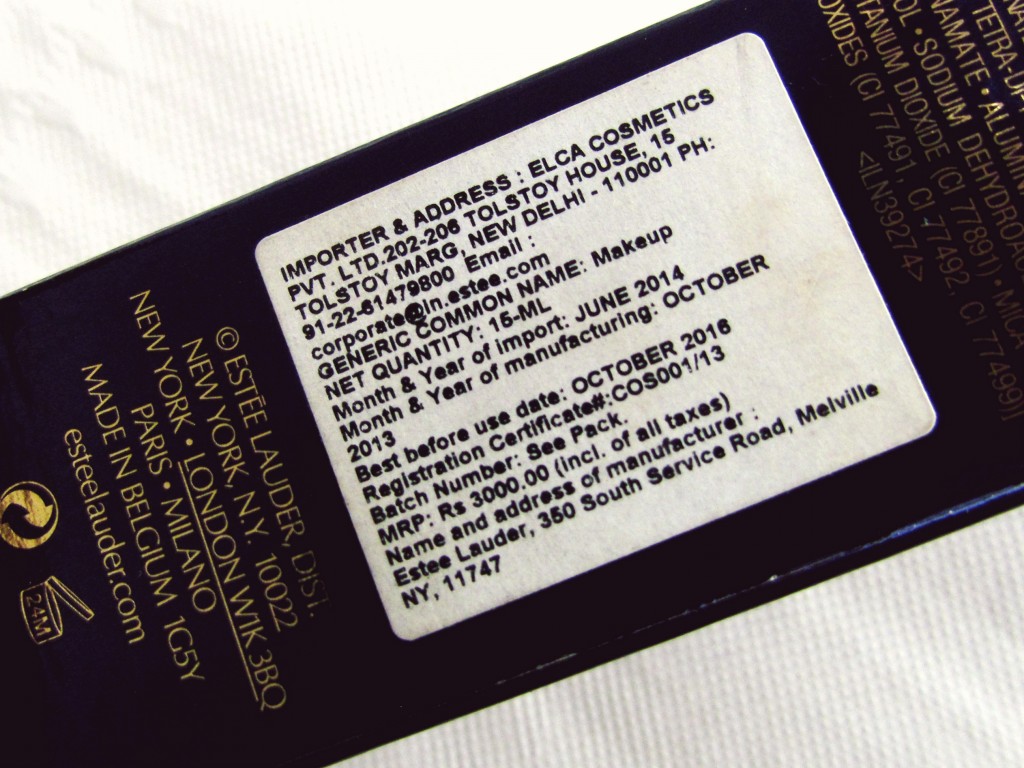 IMPORTER & ADDRESS : ELCA COSMETICS
PVT. LTD.202-206 TOLSTOY HOUSE, 15
TOLSTOY MARG, NEW DELHI - 110001 PH:
91-22-61479800 Email :
corporate@in.estee.com
GENERIC COMMON NAME: Makeup
NET QUANTITY: 15-ML
Month & Year of import: JUNE 2014
Month & Year of manufacturing: OCTOBER
2013
Best before use date: OCTOBER 2016
Registration Certificate#:COS001/13
Batch Number: See Pack.
MRP: Rs 3000.00 (incl. of all taxes)
Name and address of manufacturer :
Estee Lauder, 350 South Service Road, Melville
NY, 11747
© ESTĒE LAUDER, DIST.
NEW YORK, N.Y. 10022
NEW YORK • LONDON W1K 3BQ
PARIS • MILANO
MADE IN BELGIUM 1G5Y
esteelauder.com
24M
TETRA-
NAMATE • ALUMIN
OL • SODIUM DEHYDROAC
TANIUM DIOXIDE (CI 77891) • MICA
OXIDES (CI 77491, CI 77492, CI 77499)]
<LN39274>